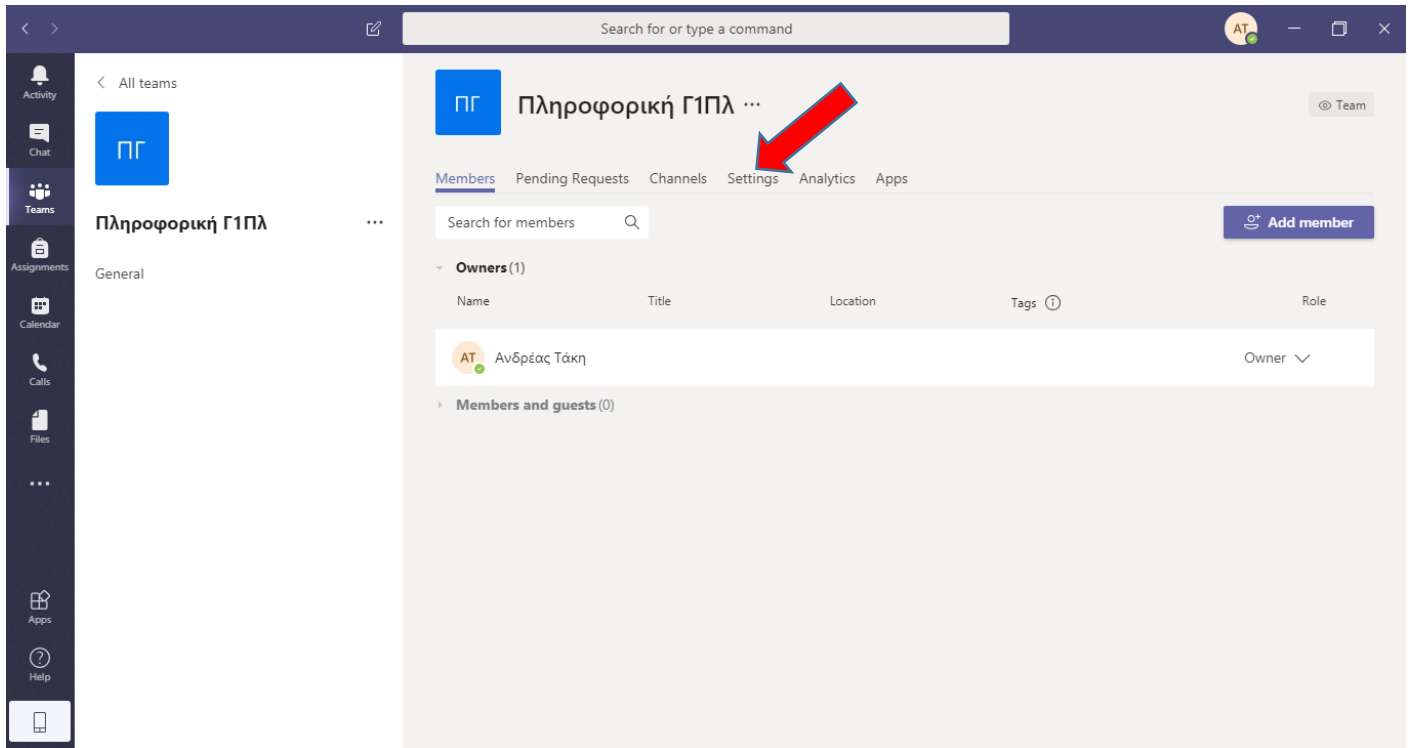 Search for or type a command
AT
Activity
Chat
Teams
Assignments
Calendar
Calls
Files
Apps
Help
All teams
ΠΓ
Πληροφορική Γ1Πλ
General
ΠΓ
Πληροφορική Γ1Πλ
Team
Members Pending Requests Channels Settings Analytics Apps
Search for members
Add member
Owners (1)
Name Title Location Tags Role
AT Ανδρέας Τάκη Owner
Members and guests (0)